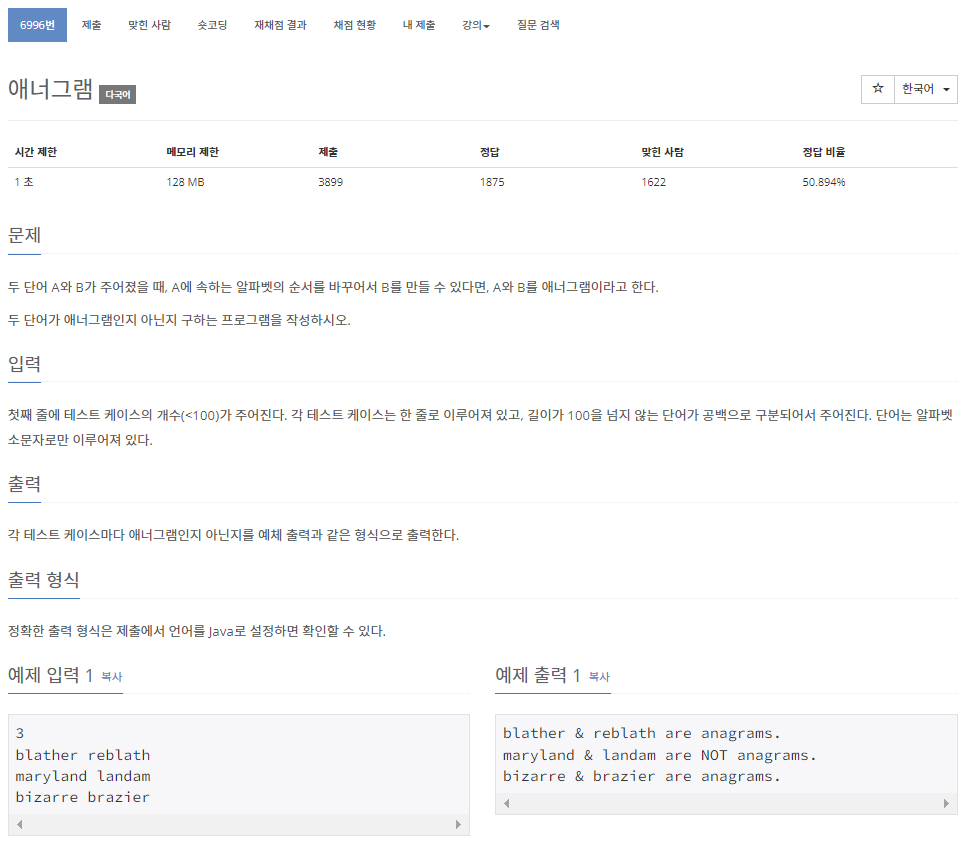 6996번 제출 맞힌 사람 숏코딩 재채점 결과 채점 현황 내 제출 강의 질문 검색
애너그램 다국어 ☆ 한국어
시간 제한 메모리 제한 제출 정답 맞힌 사람 정답 비율
1 초 128 MB 3899 1875 1622 50.894%
문제
두 단어 A와 B가 주어졌을 때, A에 속하는 알파벳의 순서를 바꾸어서 B를 만들 수 있다면, A와 B를 애너그램이라고 한다.
두 단어가 애너그램인지 아닌지 구하는 프로그램을 작성하시오.
입력
첫째 줄에 테스트 케이스의 개수(<100)가 주어진다. 각 테스트 케이스는 한 줄로 이루어져 있고, 길이가 100을 넘지 않는 단어가 공백으로 구분되어서 주어진다. 단어는 알파벳
소문자로만 이루어져 있다.
출력
각 테스트 케이스마다 애너그램인지 아닌지를 예체 출력과 같은 형식으로 출력한다.
출력 형식
정확한 출력 형식은 제출에서 언어를 Java로 설정하면 확인할 수 있다.
예제 입력 1 복사
3
blather reblath
maryland landam
bizarre brazier
예제 출력 1 복사
blather & reblath are anagrams.
maryland & landam are NOT anagrams.
bizarre & brazier are anagrams.